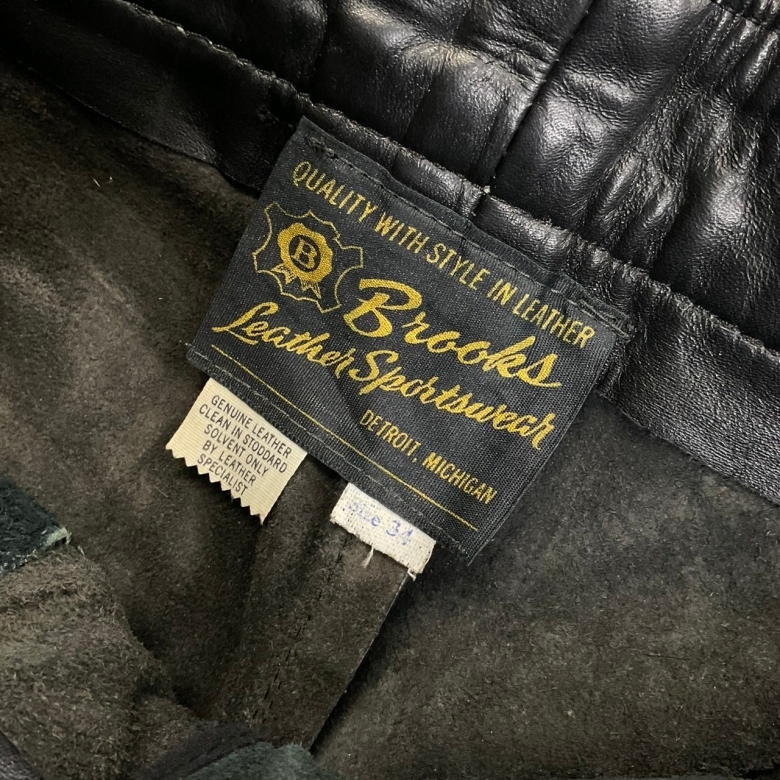 QUALITY WITH STYLE IN LEATHER
B
Brooks
Leather Sportswear
DETROIT, MICHIGAN
GENUINE LEATHER
CLEAN IN STODDARD
SOLVENT ONLY
BY LEATHER
SPECIALIST
Size 34